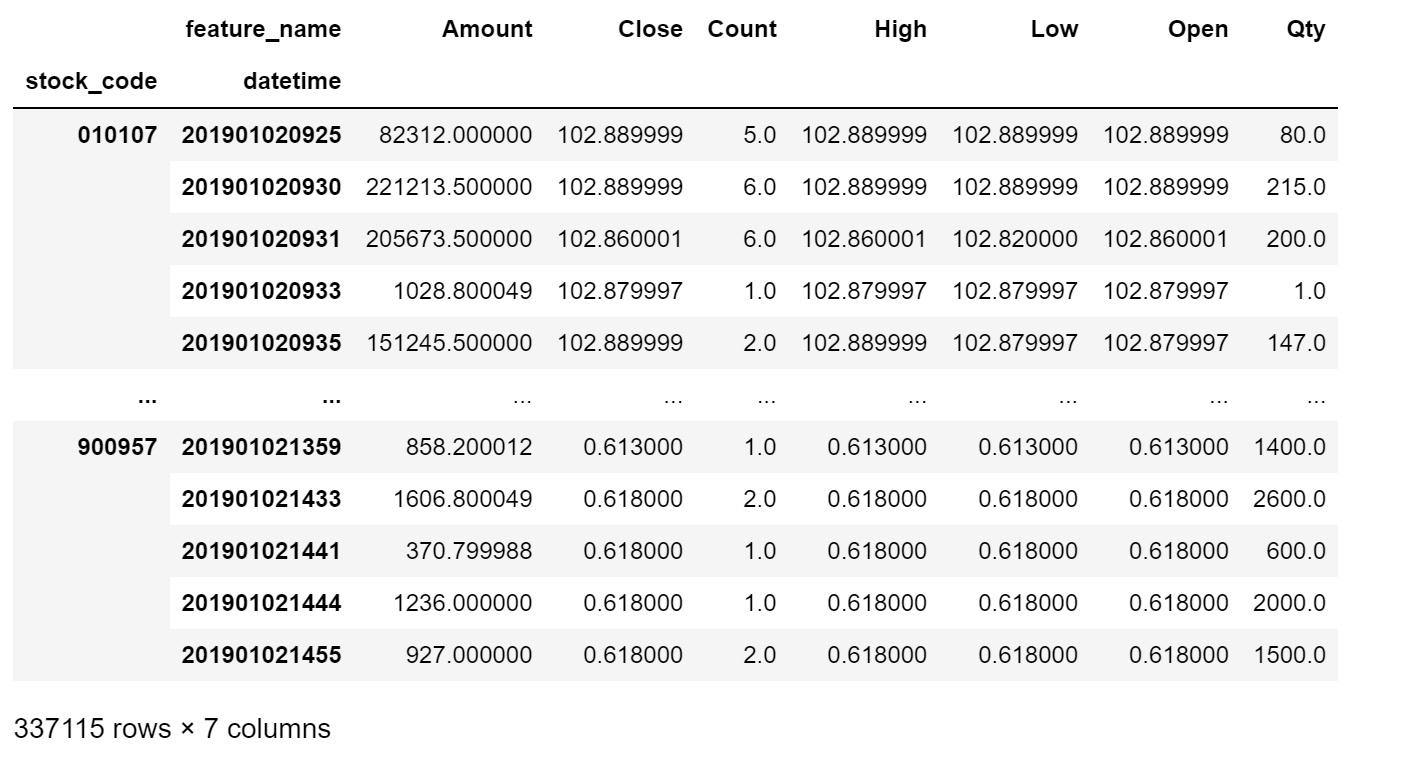 feature_name Amount Close Count High Low Open Qty
stock_code datetime
010107 201901020925 82312.000000 102.889999 5.0 102.889999 102.889999 102.889999 80.0
201901020930 221213.500000 102.889999 6.0 102.889999 102.889999 102.889999 215.0
201901020931 205673.500000 102.860001 6.0 102.860001 102.820000 102.860001 200.0
201901020933 1028.800049 102.879997 1.0 102.879997 102.879997 102.879997 1.0
201901020935 151245.500000 102.889999 2.0 102.889999 102.879997 102.879997 147.0
... ... ... ... ... ... ... ... ...
900957 201901021359 858.200012 0.613000 1.0 0.613000 0.613000 0.613000 1400.0
201901021433 1606.800049 0.618000 2.0 0.618000 0.618000 0.618000 2600.0
201901021441 370.799988 0.618000 1.0 0.618000 0.618000 0.618000 600.0
201901021444 1236.000000 0.618000 1.0 0.618000 0.618000 0.618000 2000.0
201901021455 927.000000 0.618000 2.0 0.618000 0.618000 0.618000 1500.0
337115 rows × 7 columns